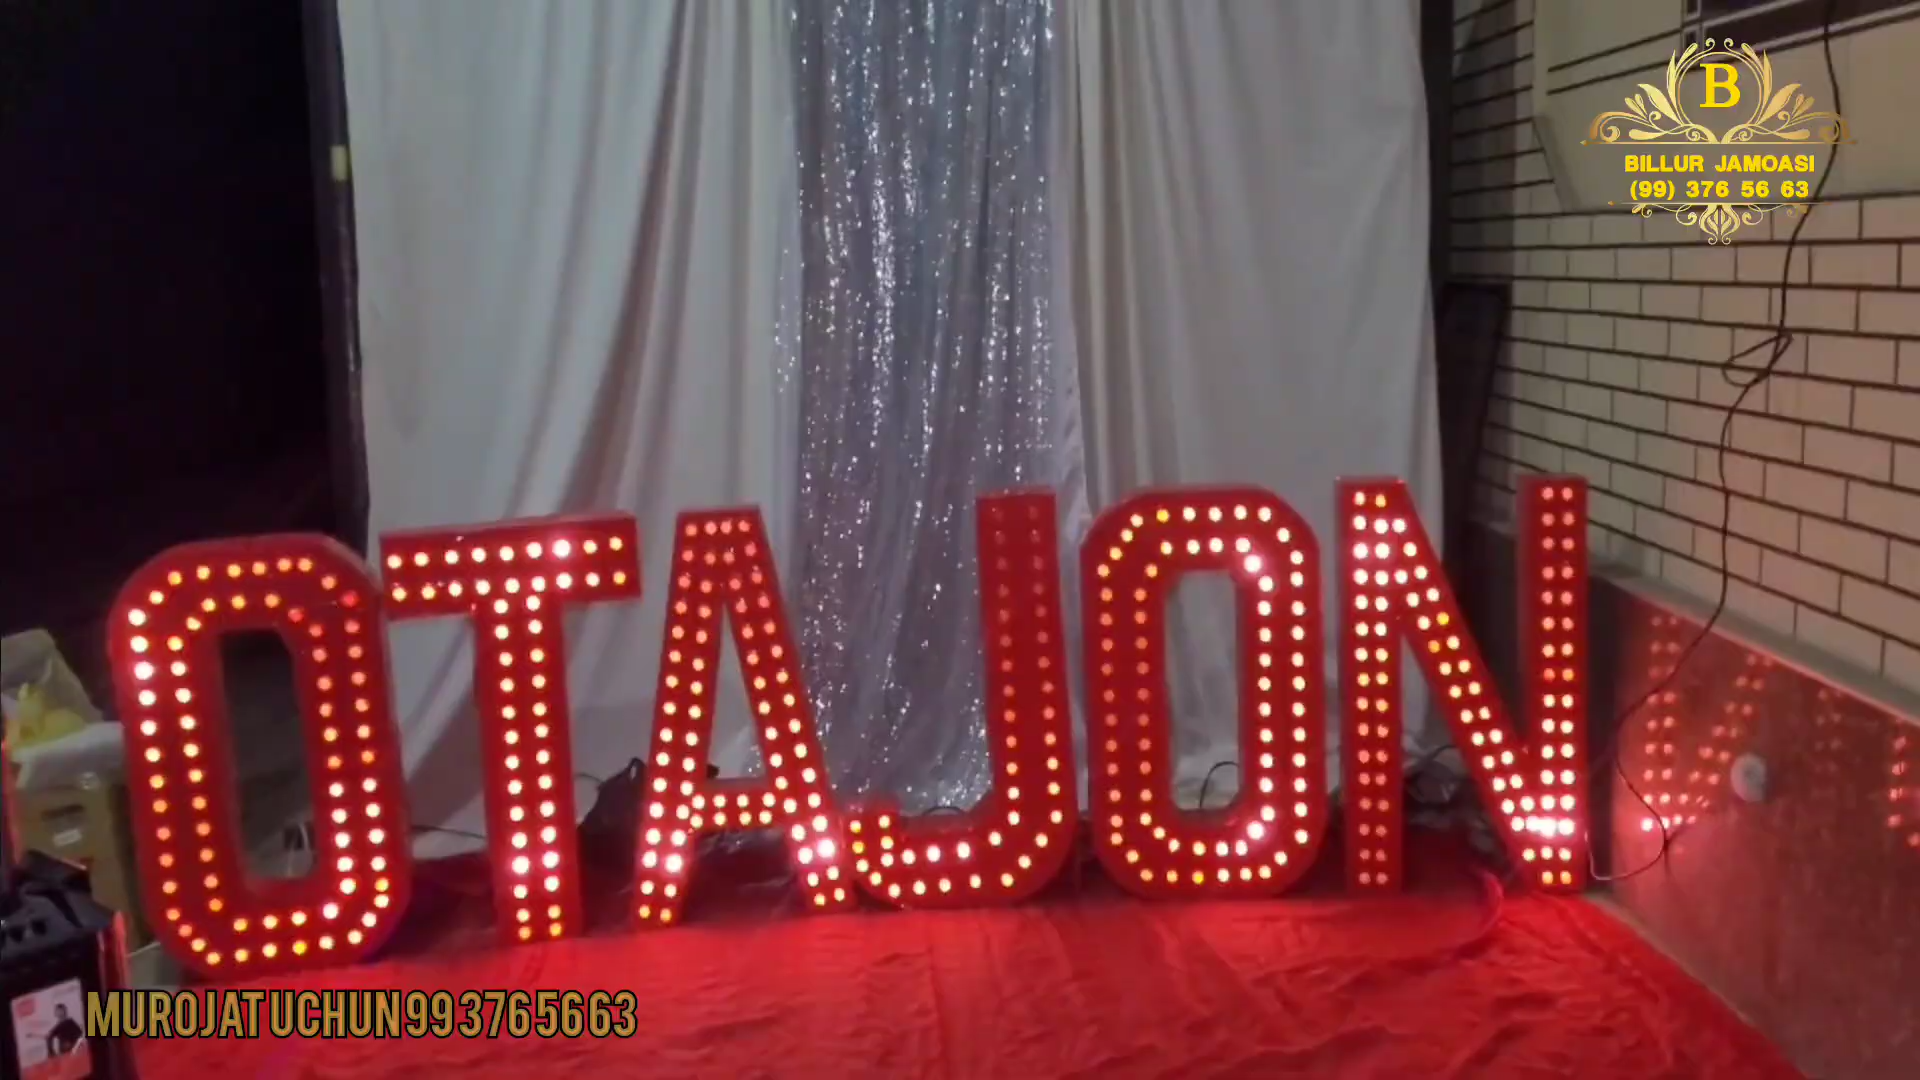 B
BILLUR JAMOASI
(99) 376 56 63
OTAJON
MUROJAT UCHUN 99 376 56 63